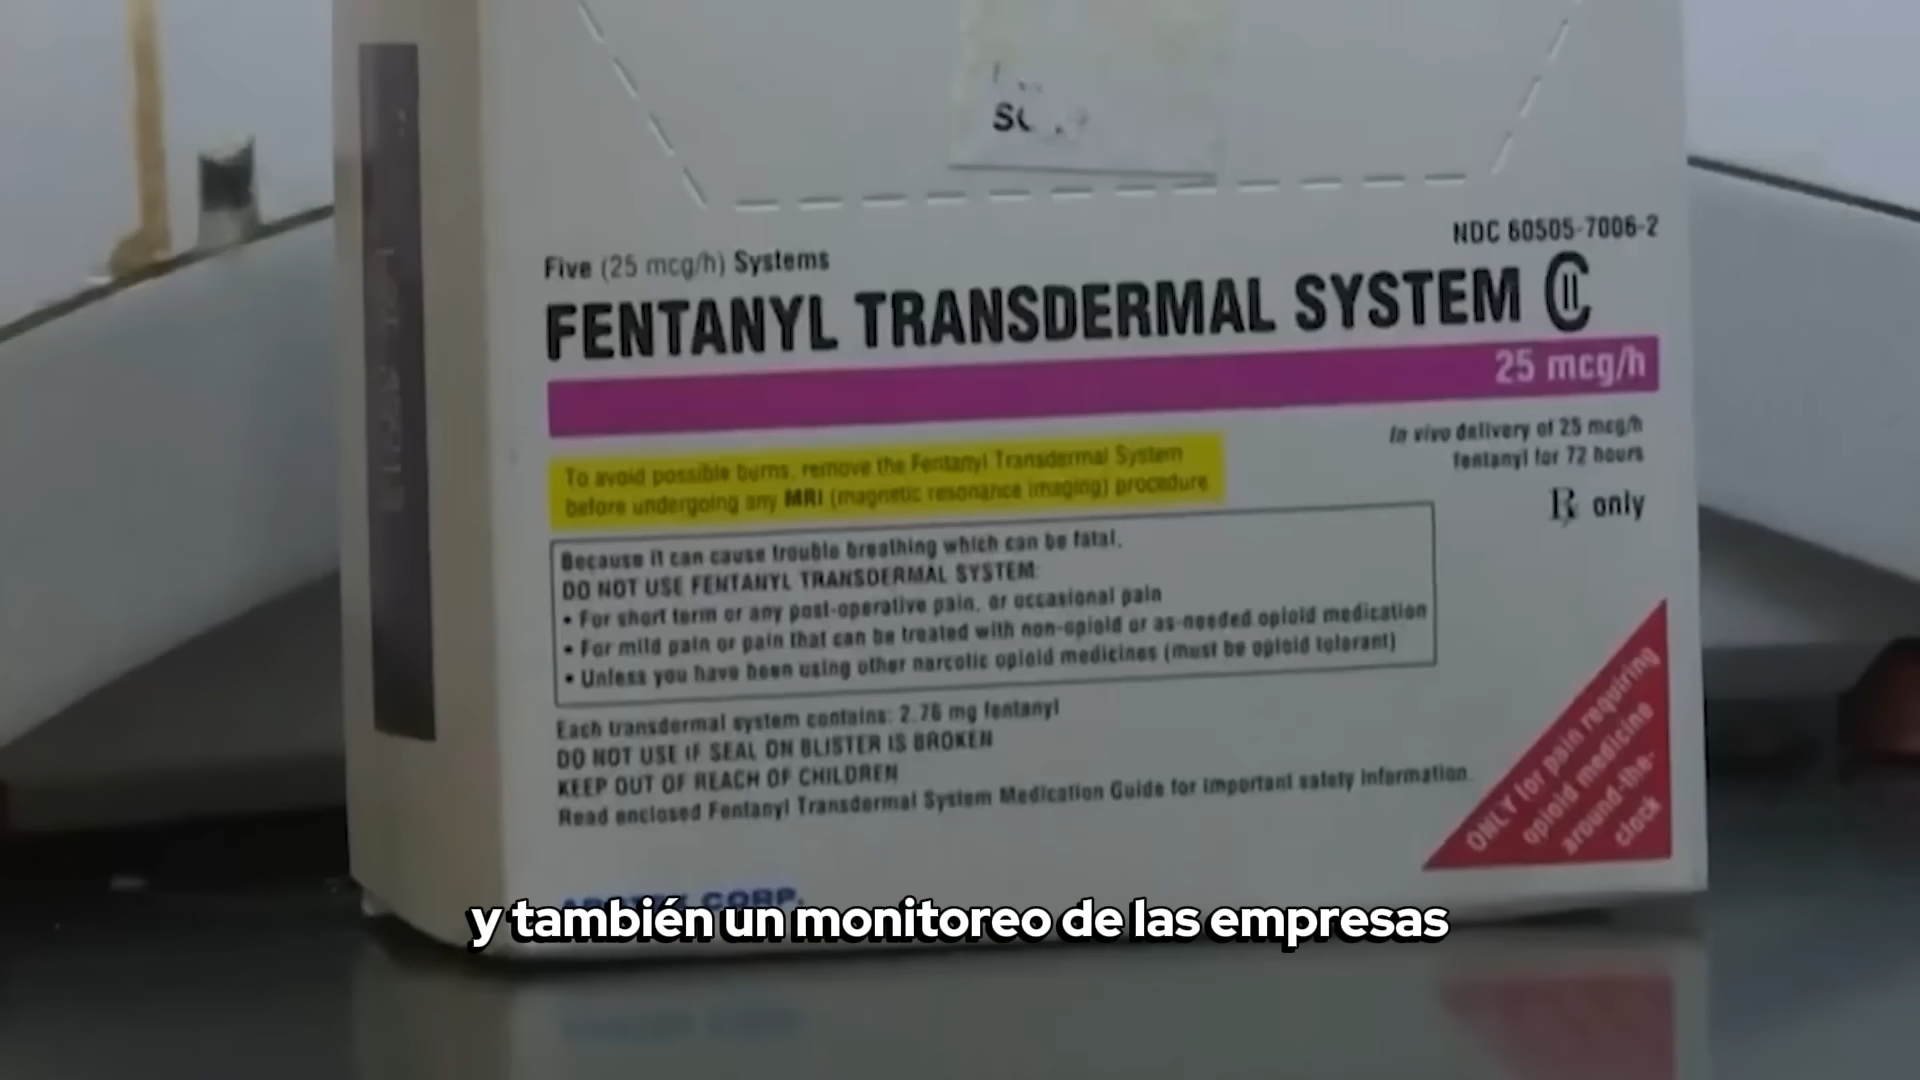 Five (25 mcg/h) Systems
NDC 60505-7006-2
FENTANYL TRANSDERMAL SYSTEM CII
25 mcg/h
In vivo delivery of 25 mcg/h
fentanyl for 72 hours
Rx only
To avoid possible burns, remove the Fentanyl Transdermal System
before undergoing any MRI (magnetic resonance imaging) procedure
Because it can cause trouble breathing which can be fatal,
DO NOT USE FENTANYL TRANSDERMAL SYSTEM:
• For short term or any post-operative pain, or occasional pain
• For mild pain or pain that can be treated with non-opioid or as-needed opioid medication
• Unless you have been using other narcotic opioid medicines (must be opioid tolerant)
Each transdermal system contains: 2.76 mg fentanyl
DO NOT USE IF SEAL ON BLISTER IS BROKEN
KEEP OUT OF REACH OF CHILDREN
Read enclosed Fentanyl Transdermal System Medication Guide for important safety information.
ONLY for pain requiring
opioid medicine
around-the-
clock
CORP.
y también un monitoreo de las empresas